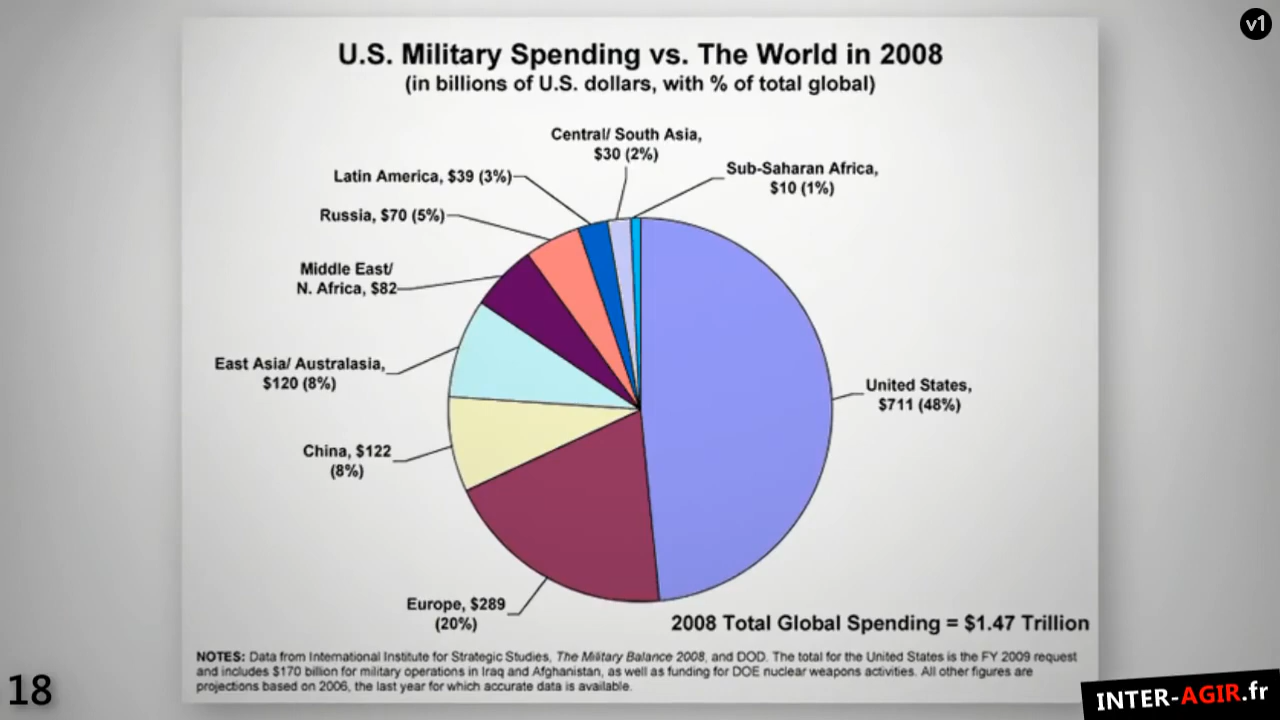 v1
U.S. Military Spending vs. The World in 2008
(in billions of U.S. dollars, with % of total global)
Central/ South Asia,
$30 (2%)
Sub-Saharan Africa,
$10 (1%)
Latin America, $39 (3%)
Russia, $70 (5%)
Middle East/
N. Africa, $82
East Asia/ Australasia,
$120 (8%)
United States,
$711 (48%)
China, $122
(8%)
Europe, $289
(20%)
2008 Total Global Spending = $1.47 Trillion
NOTES: Data from International Institute for Strategic Studies, The Military Balance 2008, and DOD. The total for the United States is the FY 2009 request
and includes $170 billion for military operations in Iraq and Afghanistan, as well as funding for DOE nuclear weapons activities. All other figures are
projections based on 2006, the last year for which accurate data is available.
18
INTER-AGIR.fr